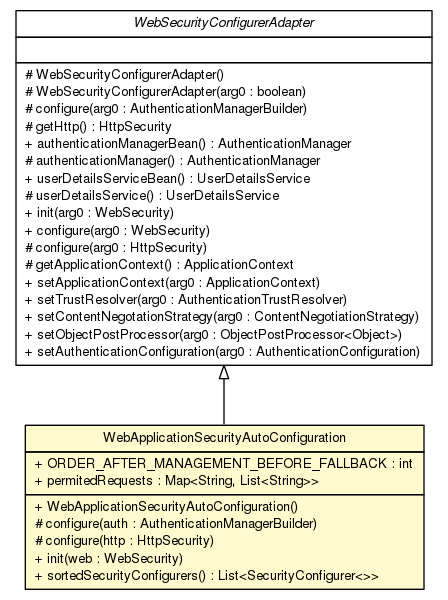 WebSecurityConfigurerAdapter
# WebSecurityConfigurerAdapter()
# WebSecurityConfigurerAdapter(arg0 : boolean)
# configure(arg0 : AuthenticationManagerBuilder)
# getHttp() : HttpSecurity
+ authenticationManagerBean() : AuthenticationManager
# authenticationManager() : AuthenticationManager
+ userDetailsServiceBean() : UserDetailsService
# userDetailsService() : UserDetailsService
+ init(arg0 : WebSecurity)
+ configure(arg0 : WebSecurity)
# configure(arg0 : HttpSecurity)
# getApplicationContext() : ApplicationContext
+ setApplicationContext(arg0 : ApplicationContext)
+ setTrustResolver(arg0 : AuthenticationTrustResolver)
+ setContentNegotationStrategy(arg0 : ContentNegotiationStrategy)
+ setObjectPostProcessor(arg0 : ObjectPostProcessor<Object>)
+ setAuthenticationConfiguration(arg0 : AuthenticationConfiguration)
WebApplicationSecurityAutoConfiguration
+ ORDER_AFTER_MANAGEMENT_BEFORE_FALLBACK : int
+ permitedRequests : Map<String, List<String>>
+ WebApplicationSecurityAutoConfiguration()
# configure(auth : AuthenticationManagerBuilder)
# configure(http : HttpSecurity)
+ init(web : WebSecurity)
+ sortedSecurityConfigurers() : List<SecurityConfigurer<>>